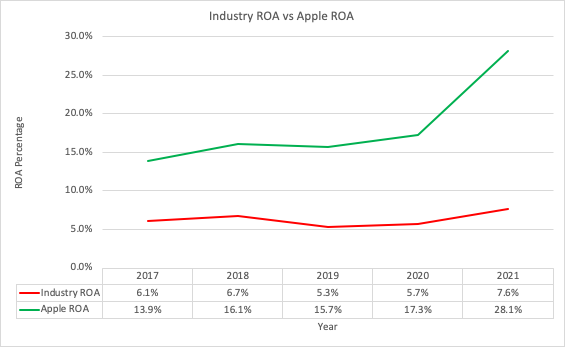 Industry ROA vs Apple ROA
30.0%
25.0%
20.0%
15.0%
10.0%
5.0%
0.0%
ROA Percentage
2017 2018 2019 2020 2021
Industry ROA 6.1% 6.7% 5.3% 5.7% 7.6%
Apple ROA 13.9% 16.1% 15.7% 17.3% 28.1%
Year